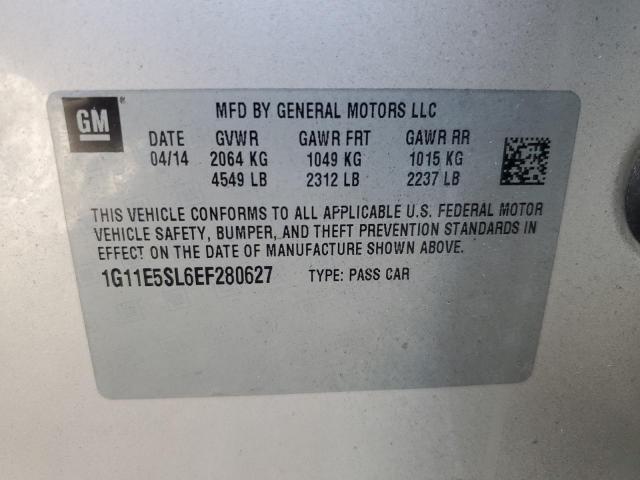 GM
MFD BY GENERAL MOTORS LLC
DATE GVWR GAWR FRT GAWR RR
04/14 2064 KG 1049 KG 1015 KG
4549 LB 2312 LB 2237 LB
THIS VEHICLE CONFORMS TO ALL APPLICABLE U.S. FEDERAL MOTOR
VEHICLE SAFETY, BUMPER, AND THEFT PREVENTION STANDARDS IN
EFFECT ON THE DATE OF MANUFACTURE SHOWN ABOVE.
1G11E5SL6EF280627 TYPE: PASS CAR